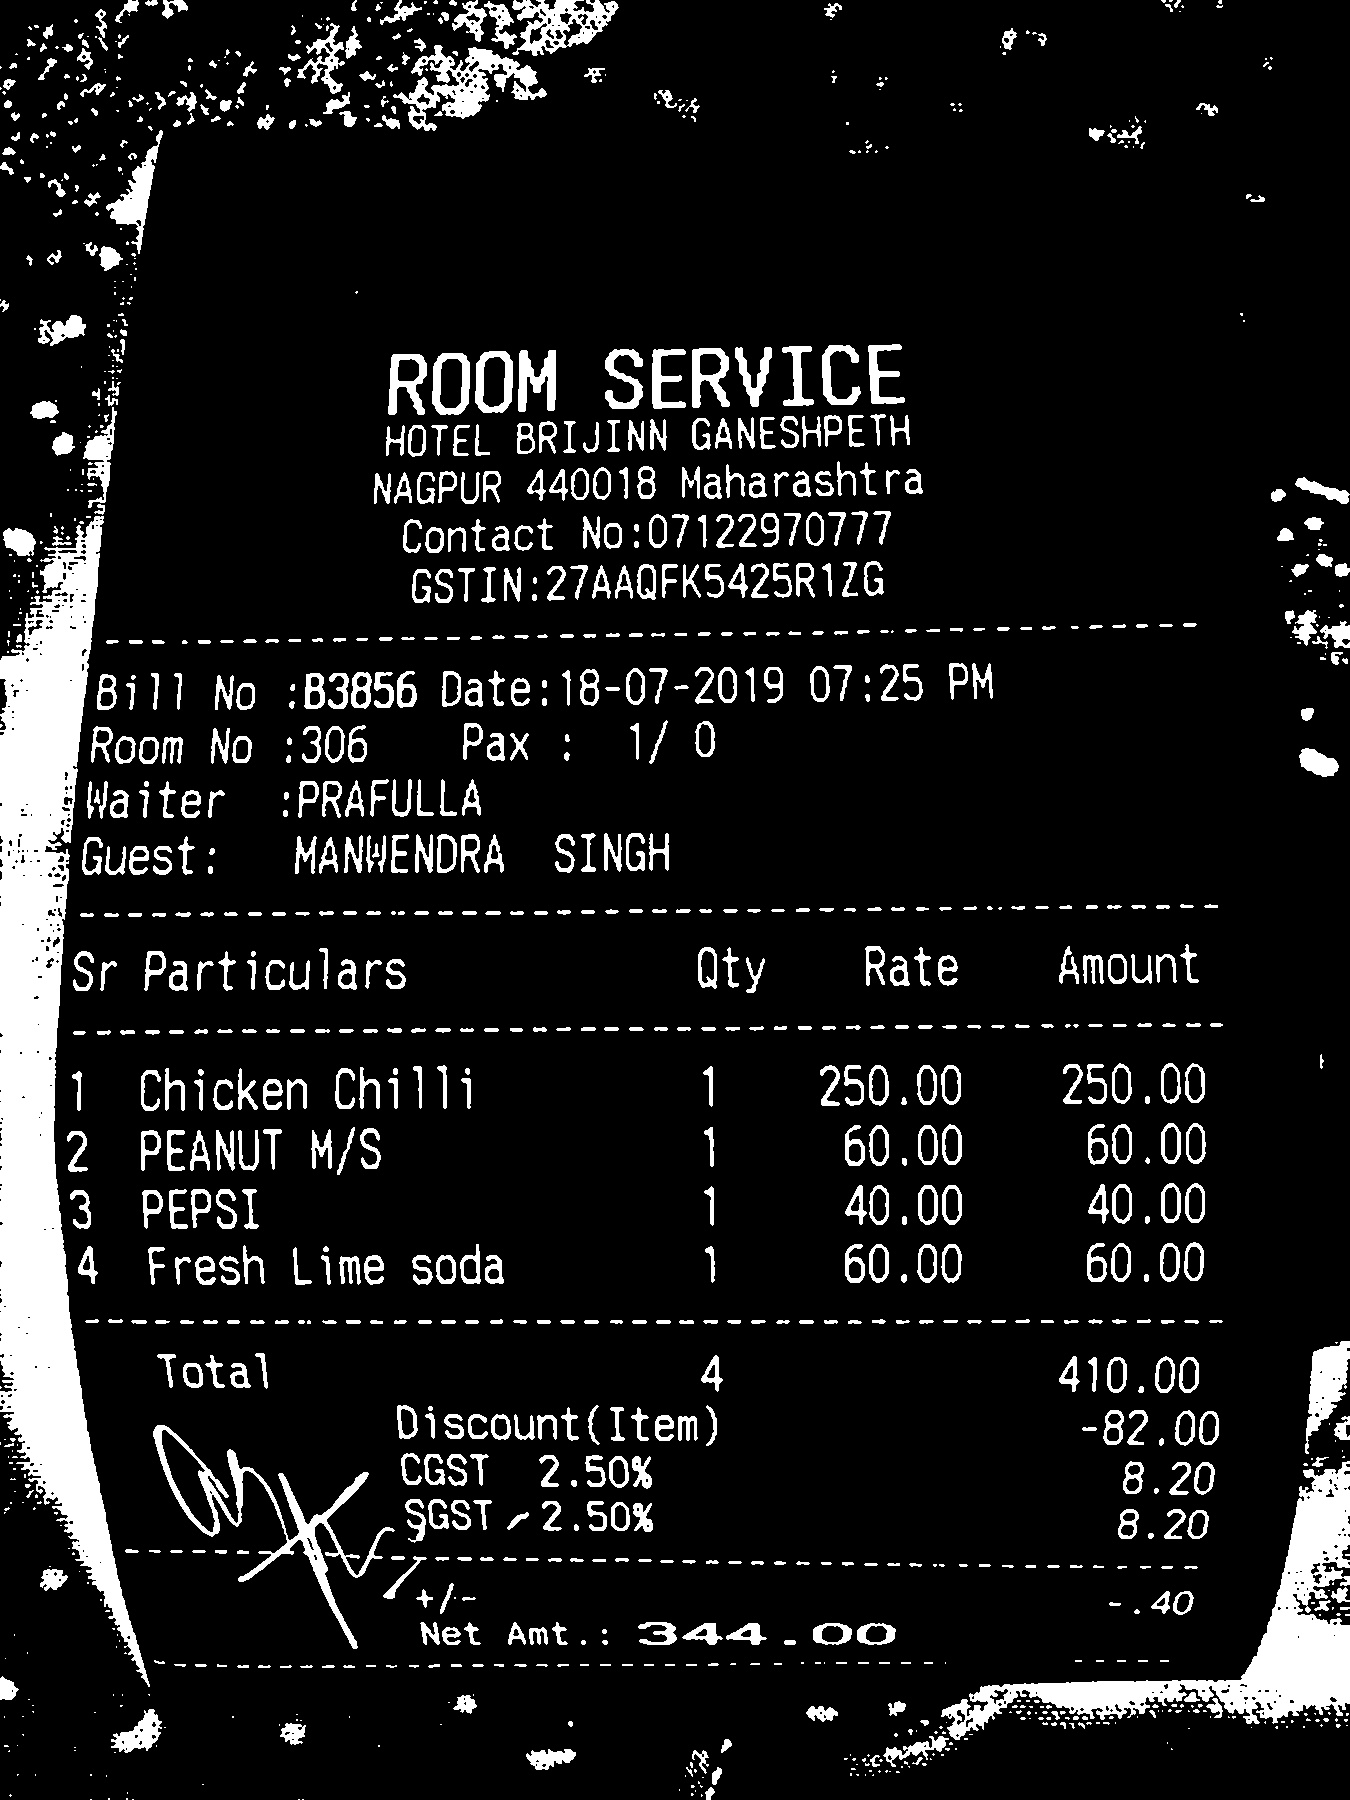 ROOM SERVICE
HOTEL BRIJINN GANESHPETH
NAGPUR 440018 Maharashtra
Contact No:07122970777
GSTIN:27AAQFK5425R1ZG
Bill No :B3856 Date:18-07-2019 07:25 PM
Room No :306 Pax : 1/ 0
Waiter :PRAFULLA
Guest: MANWENDRA SINGH
Sr Particulars Qty Rate Amount
1 Chicken Chilli 1 250.00 250.00
2 PEANUT M/S 1 60.00 60.00
3 PEPSI 1 40.00 40.00
4 Fresh Lime soda 1 60.00 60.00
Total 4 410.00
Discount(Item) -82.00
CGST 2.50% 8.20
SGST 2.50% 8.20
+/- -.40
Net Amt.: 344.00